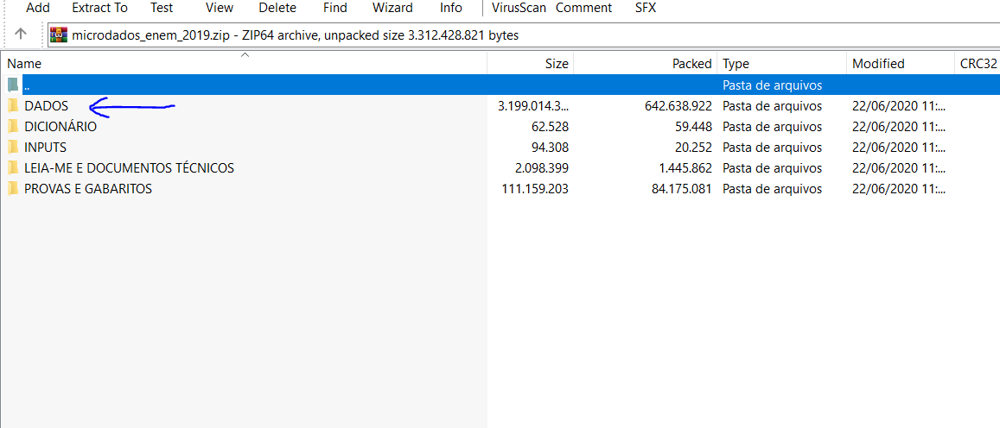 Add Extract To Test View Delete Find Wizard Info VirusScan Comment SFX
microdados_enem_2019.zip - ZIP64 archive, unpacked size 3.312.428.821 bytes
Name Size Packed Type Modified CRC32
.. Pasta de arquivos
DADOS 3.199.014.3... 642.638.922 Pasta de arquivos 22/06/2020 11:...
DICIONÁRIO 62.528 59.448 Pasta de arquivos 22/06/2020 11:...
INPUTS 94.308 20.252 Pasta de arquivos 22/06/2020 11:...
LEIA-ME E DOCUMENTOS TÉCNICOS 2.098.399 1.445.862 Pasta de arquivos 22/06/2020 11:...
PROVAS E GABARITOS 111.159.203 84.175.081 Pasta de arquivos 22/06/2020 11:...